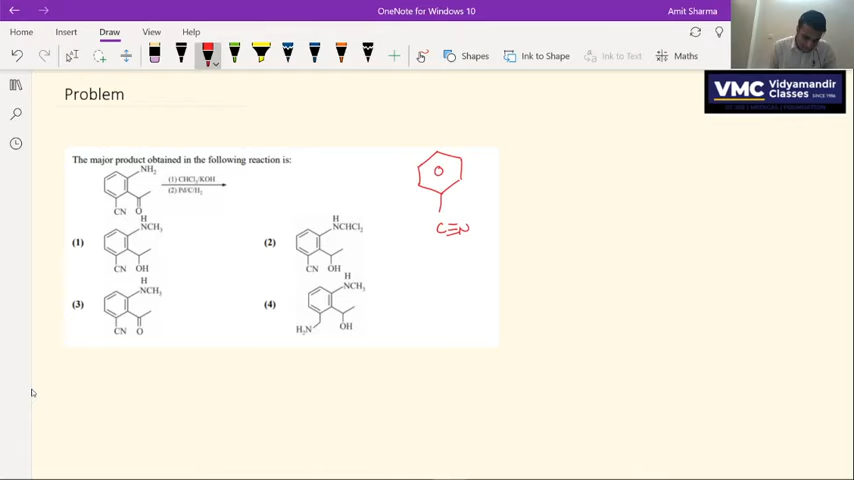 OneNote for Windows 10
Amit Sharma
Home Insert Draw View Help
Shapes Ink to Shape Ink to Text Maths
VMC Vidyamandir Classes SINCE 1986
Problem
The major product obtained in the following reaction is:
NH₂
(1) CHCl₃/KOH
(2) Pd/C/H₂
CN O
H
NCH₃
(1)
CN OH
H
NCHCl₂
(2)
CN OH
H
NCH₃
(3)
CN O
H
NCH₃
(4)
H₂N OH
C≡N